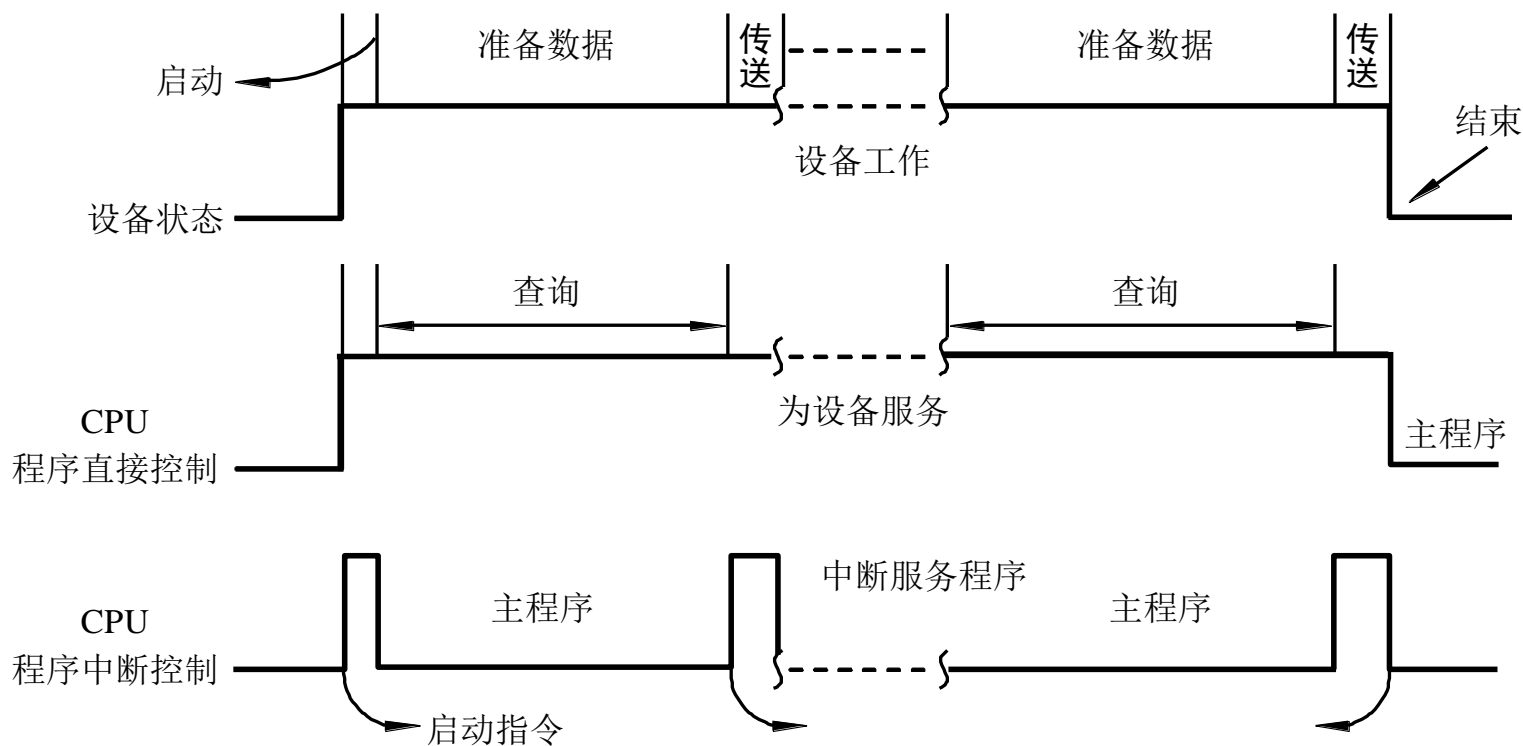 准备数据
传送
准备数据
传送
启动
结束
设备工作
设备状态
查询
查询
为设备服务
CPU
程序直接控制
主程序
中断服务程序
主程序
主程序
CPU
程序中断控制
启动指令